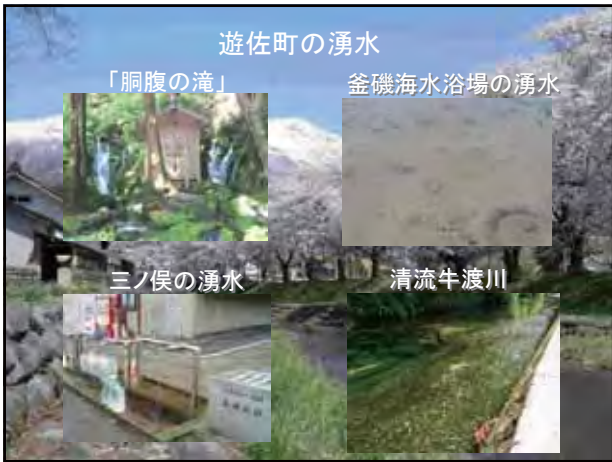 遊佐町の湧水
「胴腹の滝」
釜磯海水浴場の湧水
三ノ俣の湧水
清流牛渡川